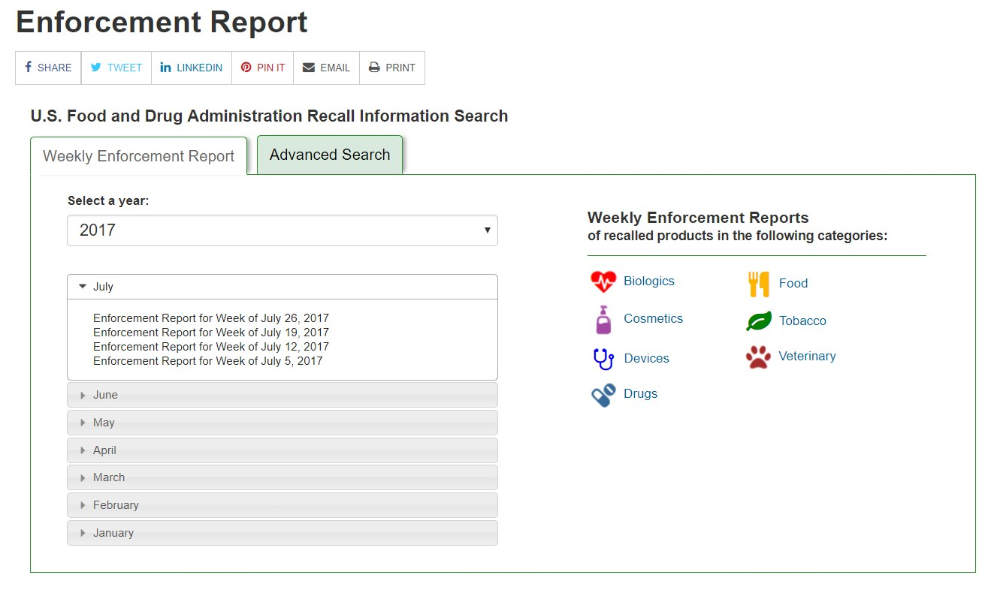 Enforcement Report
SHARE
TWEET
LINKEDIN
PIN IT
EMAIL
PRINT
U.S. Food and Drug Administration Recall Information Search
Weekly Enforcement Report
Advanced Search
Select a year:
2017
July
Enforcement Report for Week of July 26, 2017
Enforcement Report for Week of July 19, 2017
Enforcement Report for Week of July 12, 2017
Enforcement Report for Week of July 5, 2017
June
May
April
March
February
January
Weekly Enforcement Reports
of recalled products in the following categories:
Biologics
Cosmetics
Devices
Drugs
Food
Tobacco
Veterinary